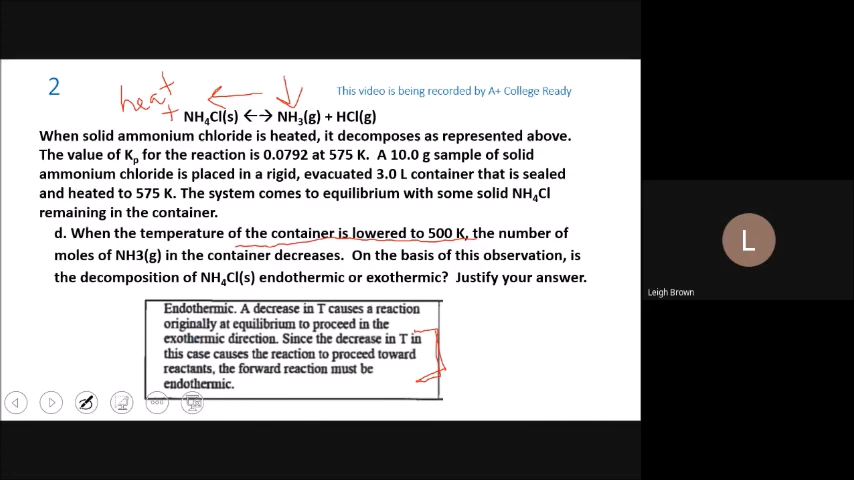 2
heat
+
This video is being recorded by A+ College Ready
NH₄Cl(s) ←→ NH₃(g) + HCl(g)
When solid ammonium chloride is heated, it decomposes as represented above.
The value of Kₚ for the reaction is 0.0792 at 575 K. A 10.0 g sample of solid
ammonium chloride is placed in a rigid, evacuated 3.0 L container that is sealed
and heated to 575 K. The system comes to equilibrium with some solid NH₄Cl
remaining in the container.
d. When the temperature of the container is lowered to 500 K, the number of
moles of NH3(g) in the container decreases. On the basis of this observation, is
the decomposition of NH₄Cl(s) endothermic or exothermic? Justify your answer.
Endothermic. A decrease in T causes a reaction
originally at equilibrium to proceed in the
exothermic direction. Since the decrease in T in
this case causes the reaction to proceed toward
reactants, the forward reaction must be
endothermic.
L
Leigh Brown